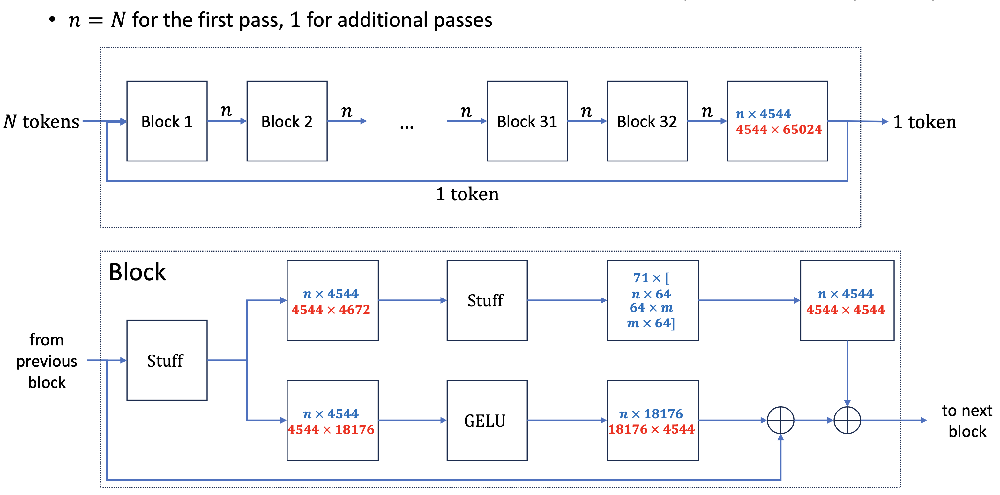 • n = N for the first pass, 1 for additional passes
N tokens
Block 1
n
Block 2
n
...
n
Block 31
n
Block 32
n
n × 4544
4544 × 65024
1 token
1 token
Block
from
previous
block
Stuff
n × 4544
4544 × 4672
Stuff
71 × [
n × 64
64 × m
m × 64]
n × 4544
4544 × 4544
n × 4544
4544 × 18176
GELU
n × 18176
18176 × 4544
to next
block